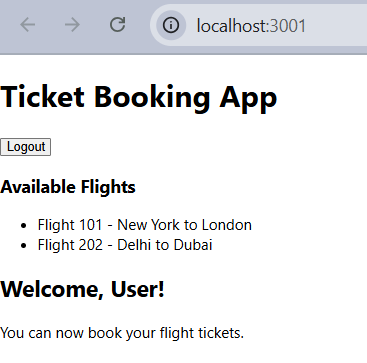 localhost:3001
Ticket Booking App
Logout
Available Flights
Flight 101 - New York to London
Flight 202 - Delhi to Dubai
Welcome, User!
You can now book your flight tickets.